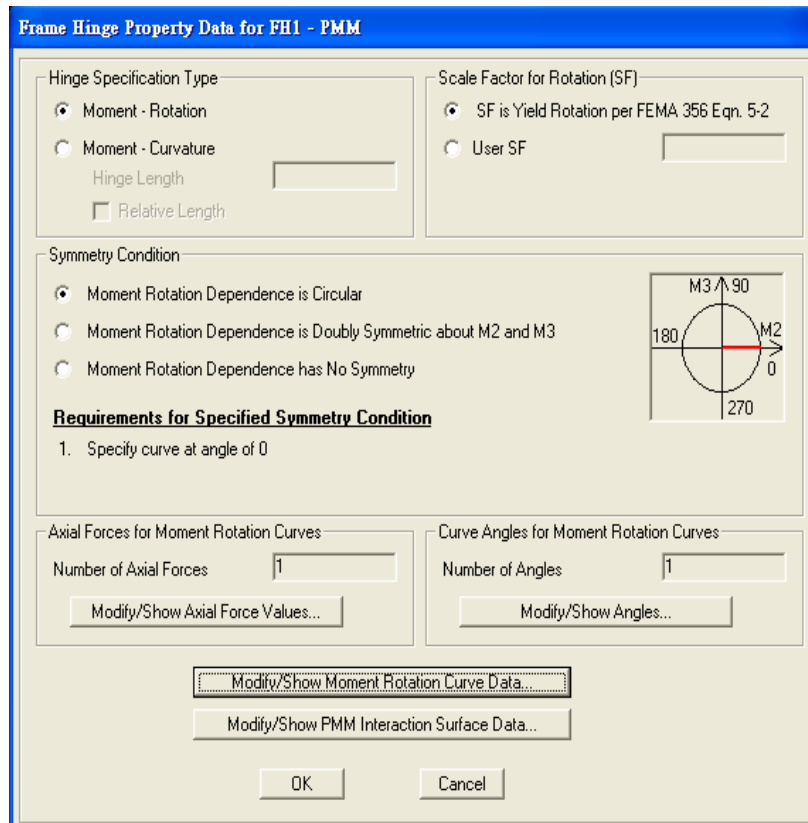 Frame Hinge Property Data for FH1 - PMM
Hinge Specification Type
Moment - Rotation
Moment - Curvature
Hinge Length
Relative Length
Scale Factor for Rotation (SF)
SF is Yield Rotation per FEMA 356 Eqn. 5-2
User SF
Symmetry Condition
Moment Rotation Dependence is Circular
Moment Rotation Dependence is Doubly Symmetric about M2 and M3
Moment Rotation Dependence has No Symmetry
Requirements for Specified Symmetry Condition
1. Specify curve at angle of 0
M3 90
180 M2
0
270
Axial Forces for Moment Rotation Curves
Number of Axial Forces 1
Modify/Show Axial Force Values...
Curve Angles for Moment Rotation Curves
Number of Angles 1
Modify/Show Angles...
Modify/Show Moment Rotation Curve Data...
Modify/Show PMM Interaction Surface Data...
OK Cancel